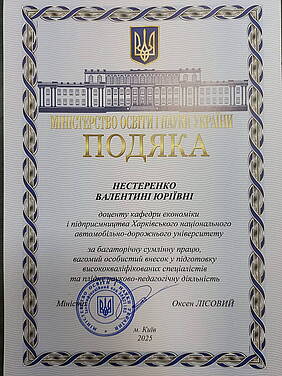 МІНІСТЕРСТВО ОСВІТИ І НАУКИ УКРАЇНИ
ПОДЯКА
НЕСТЕРЕНКО
ВАЛЕНТИНІ ЮРІЇВНІ
доценту кафедри економіки
і підприємництва Харківського національного
автомобільно-дорожнього університету
за багаторічну сумлінну працю,
вагомий особистий внесок у підготовку
висококваліфікованих спеціалістів
та плідну науково-педагогічну діяльність
Міністр Оксен ЛІСОВИЙ
м. Київ
2025